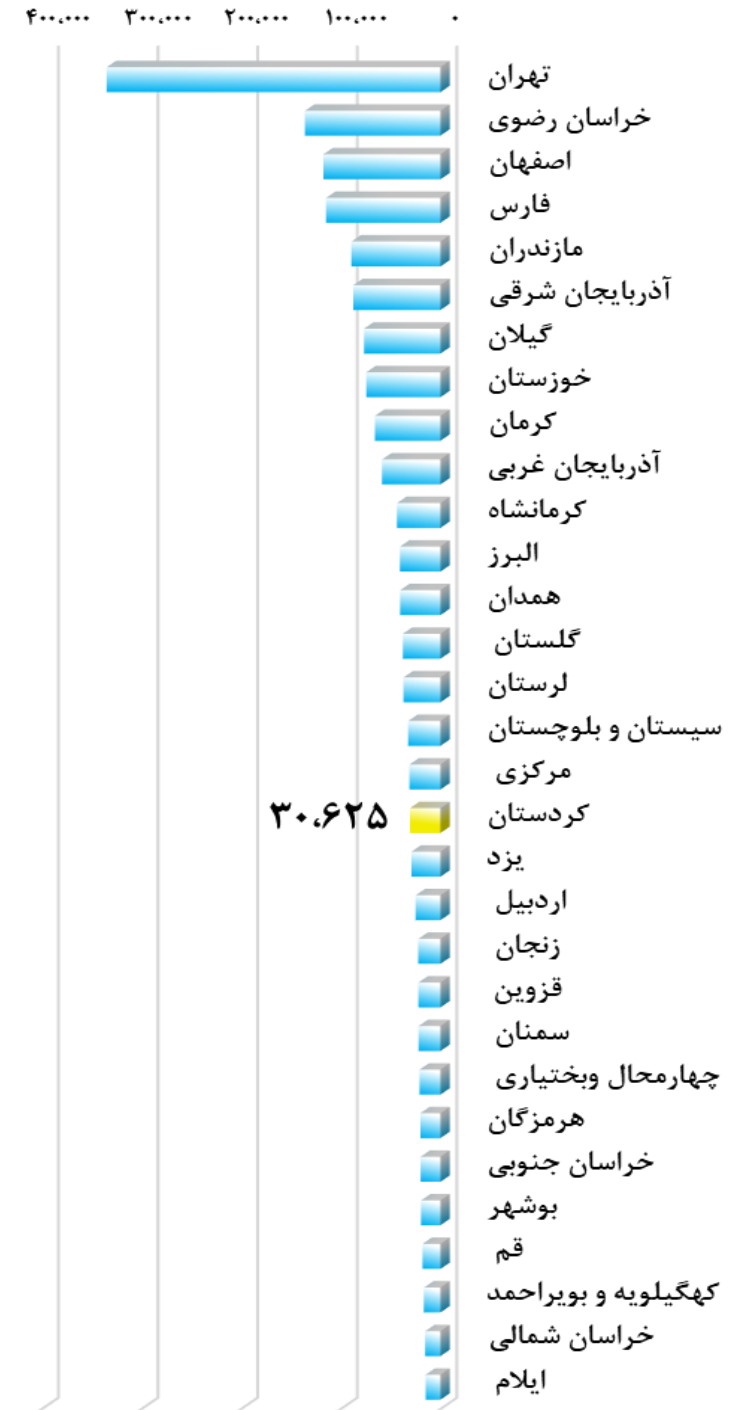 ۴۰۰،۰۰۰ ۳۰۰،۰۰۰ ۲۰۰،۰۰۰ ۱۰۰،۰۰۰ ۰
تهران
خراسان رضوی
اصفهان
فارس
مازندران
آذربایجان شرقی
گیلان
خوزستان
کرمان
آذربایجان غربی
کرمانشاه
البرز
همدان
گلستان
لرستان
سیستان و بلوچستان
مرکزی
کردستان ۳۰،۶۲۵
یزد
اردبیل
زنجان
قزوین
سمنان
چهارمحال وبختیاری
هرمزگان
خراسان جنوبی
بوشهر
قم
کهگیلویه و بویراحمد
خراسان شمالی
ایلام